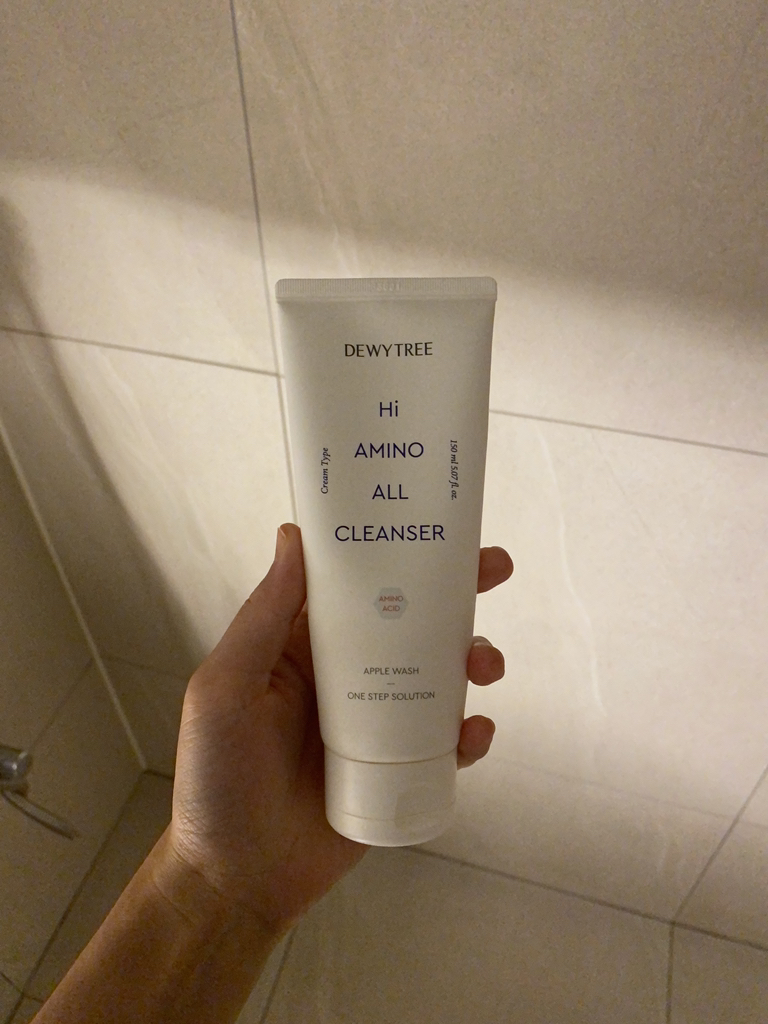 DEWYTREE
Hi
AMINO
ALL
CLEANSER
Cream Type
150 ml 5.07 fl. oz.
AMINO
ACID
APPLE WASH
—
ONE STEP SOLUTION